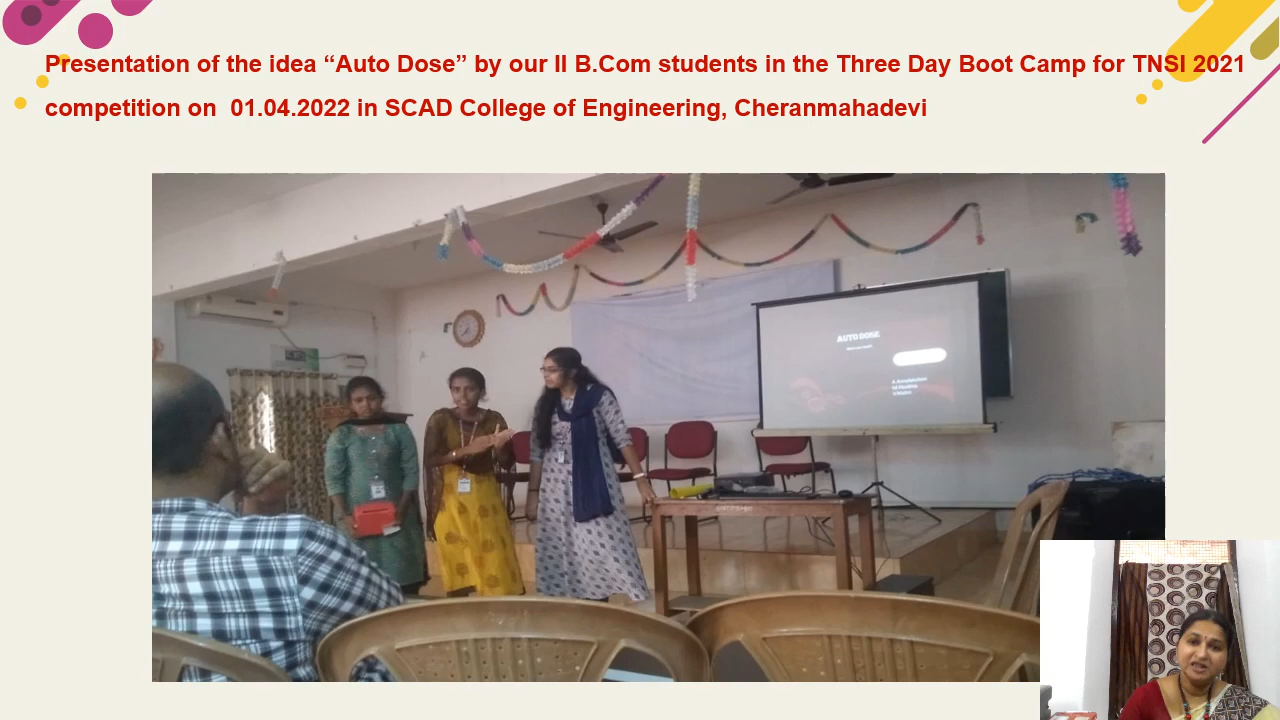 Presentation of the idea “Auto Dose” by our II B.Com students in the Three Day Boot Camp for TNSI 2021
competition on  01.04.2022 in SCAD College of Engineering, Cheranmahadevi
AUTO DOSE